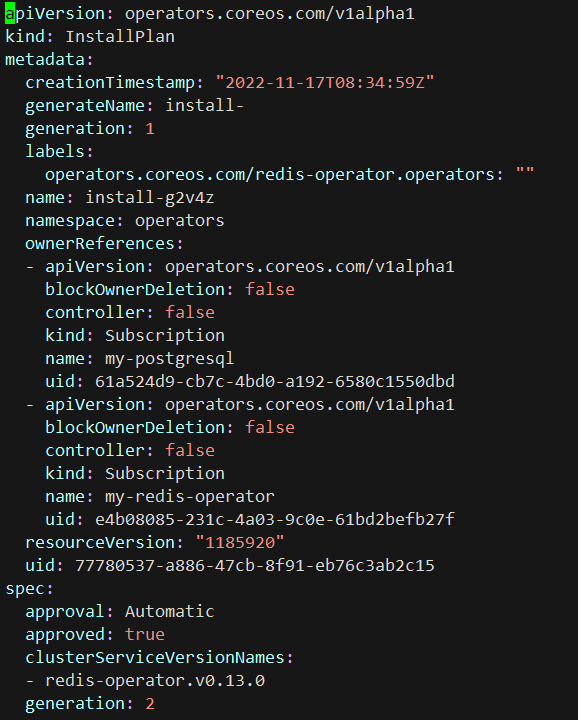 apiVersion: operators.coreos.com/v1alpha1
kind: InstallPlan
metadata:
  creationTimestamp: "2022-11-17T08:34:59Z"
  generateName: install-
  generation: 1
  labels:
    operators.coreos.com/redis-operator.operators: ""
  name: install-g2v4z
  namespace: operators
  ownerReferences:
  - apiVersion: operators.coreos.com/v1alpha1
    blockOwnerDeletion: false
    controller: false
    kind: Subscription
    name: my-postgresql
    uid: 61a524d9-cb7c-4bd0-a192-6580c1550dbd
  - apiVersion: operators.coreos.com/v1alpha1
    blockOwnerDeletion: false
    controller: false
    kind: Subscription
    name: my-redis-operator
    uid: e4b08085-231c-4a03-9c0e-61bd2befb27f
  resourceVersion: "1185920"
  uid: 77780537-a886-47cb-8f91-eb76c3ab2c15
spec:
  approval: Automatic
  approved: true
  clusterServiceVersionNames:
  - redis-operator.v0.13.0
  generation: 2